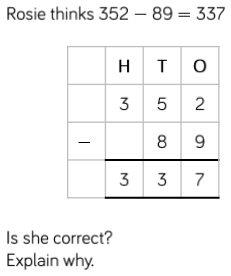 Rosie thinks 352 − 89 = 337
H T O
3 5 2
− 8 9
3 3 7
Is she correct?
Explain why.